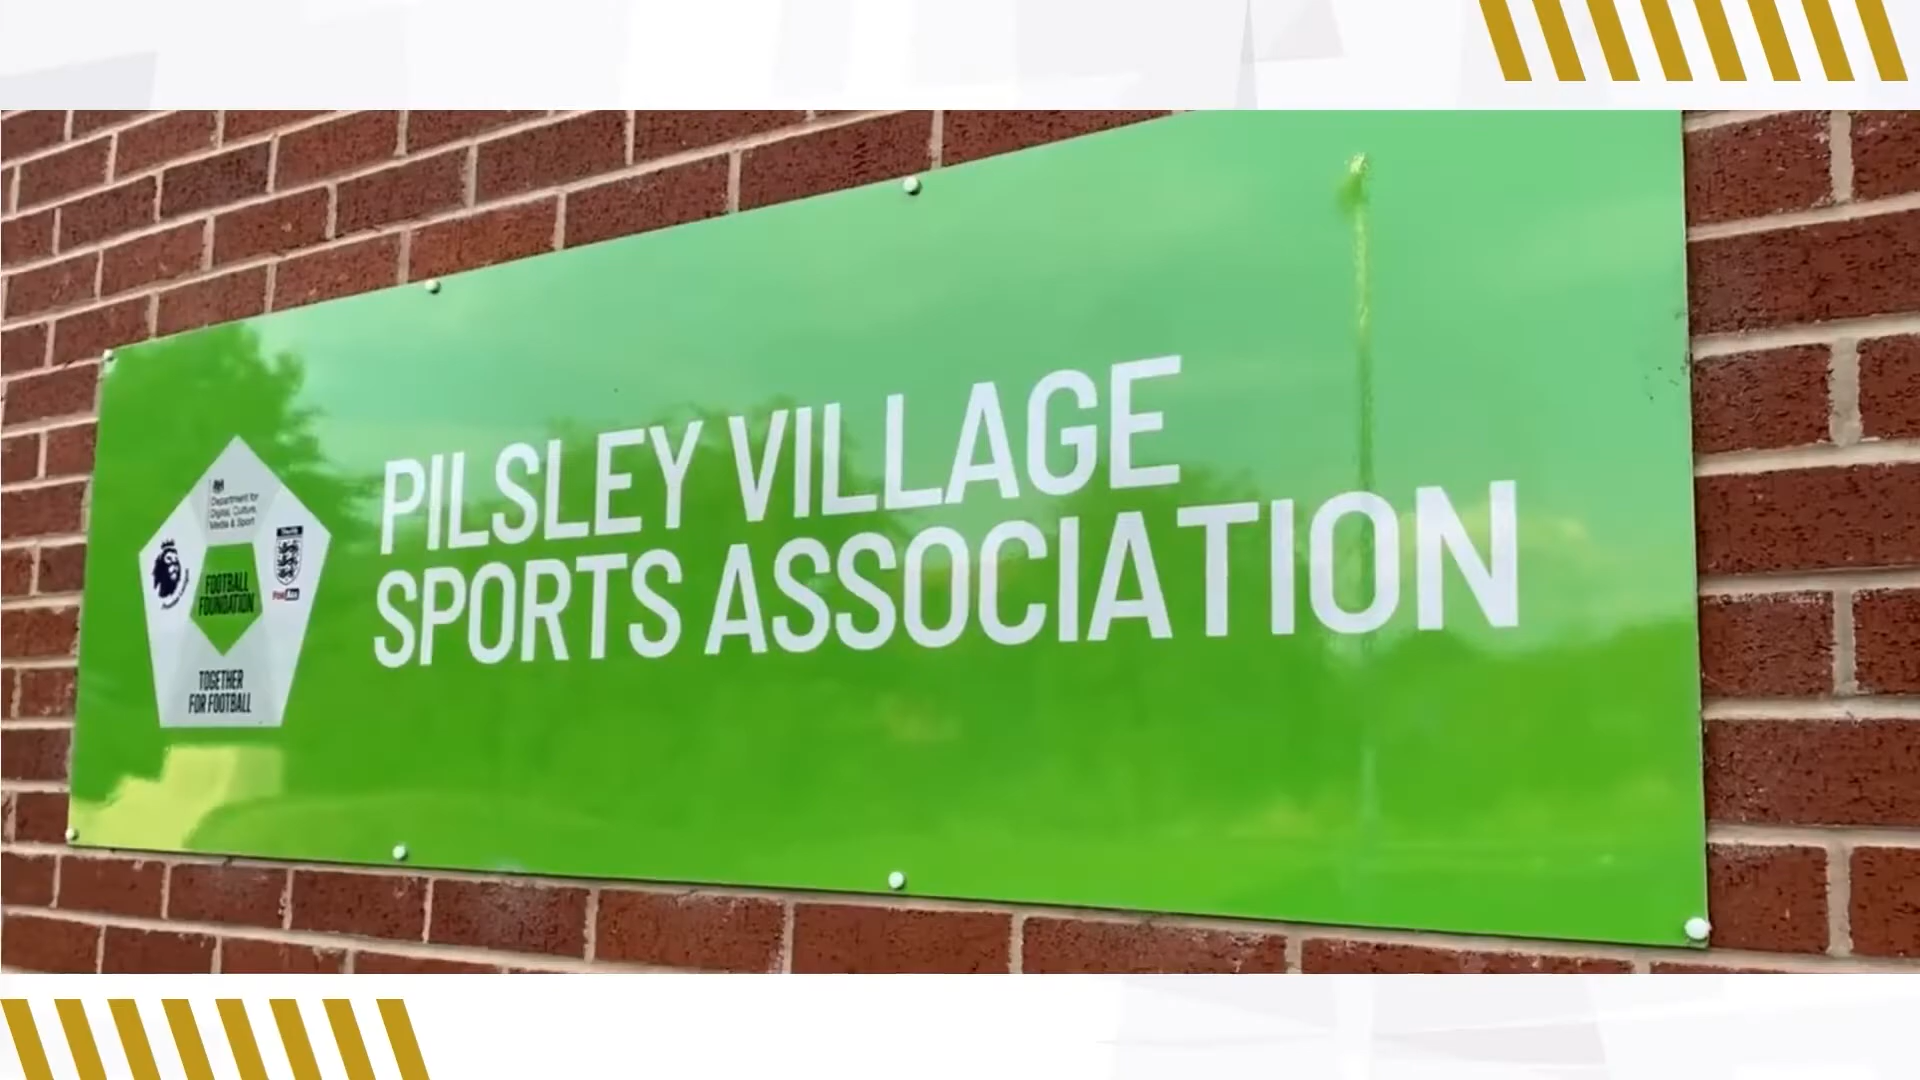 PILSLEY VILLAGE
SPORTS ASSOCIATION
Department for
Digital, Culture,
Media & Sport
FOOTBALL
FOUNDATION
TOGETHER
FOR FOOTBALL